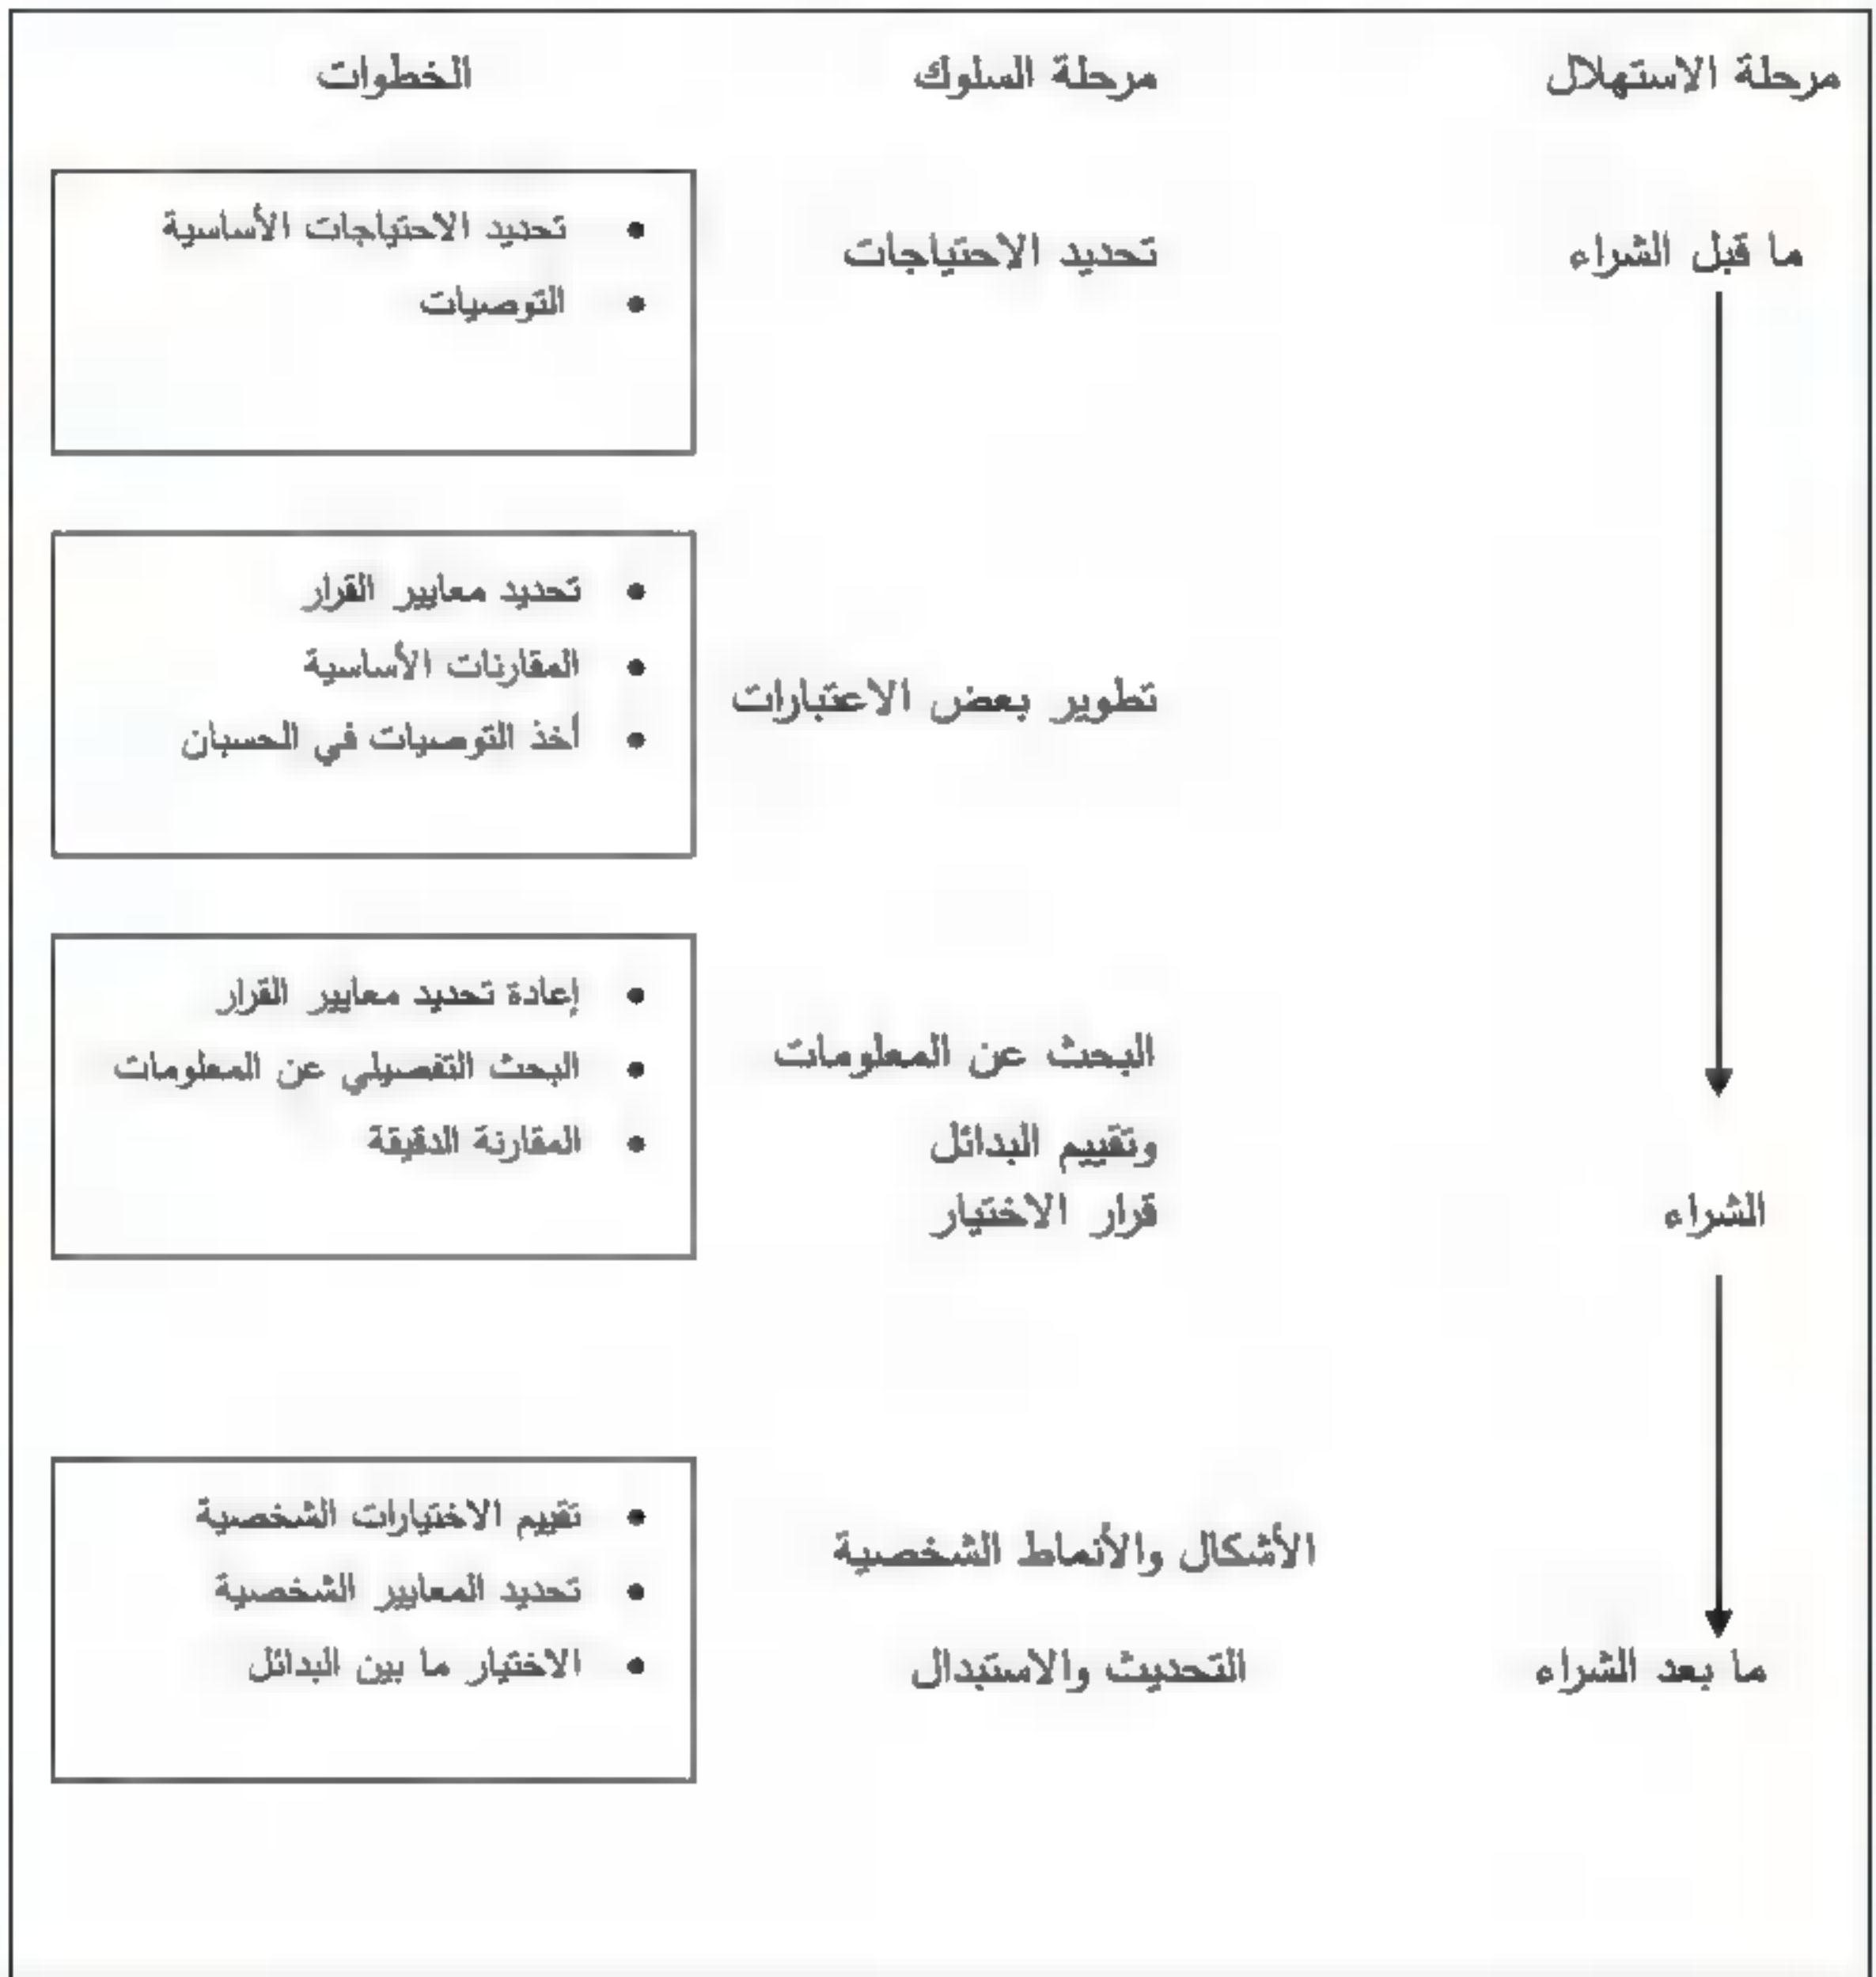 مرحلة الاستهلال
مرحلة السلوك
الخطوات
ما قبل الشراء
تحديد الاحتياجات
• تحديد الاحتياجات الأساسية
• التوصيات
تطوير بعض الاعتبارات
• تحديد معايير القرار
• المقارنات الأساسية
• أخذ التوصيات في الحسبان
البحث عن المعلومات
وتقييم البدائل
قرار الاختيار
الشراء
• إعادة تحديد معايير القرار
• البحث التفصيلي عن المعلومات
• المقارنة الدقيقة
الأشكال والأنماط الشخصية
التحديث والاستبدال
ما بعد الشراء
• تقييم الاختيارات الشخصية
• تحديد المعايير الشخصية
• الاختيار ما بين البدائل